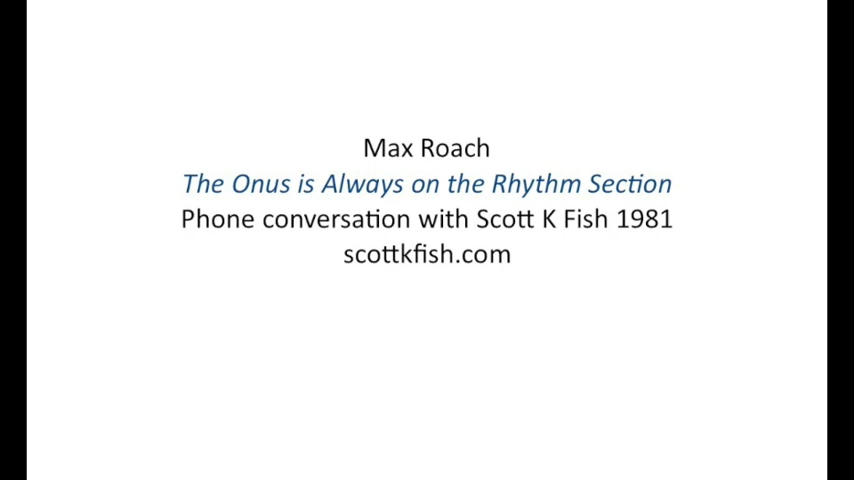 Max Roach
The Onus is Always on the Rhythm Section
Phone conversation with Scott K Fish 1981
scottkfish.com